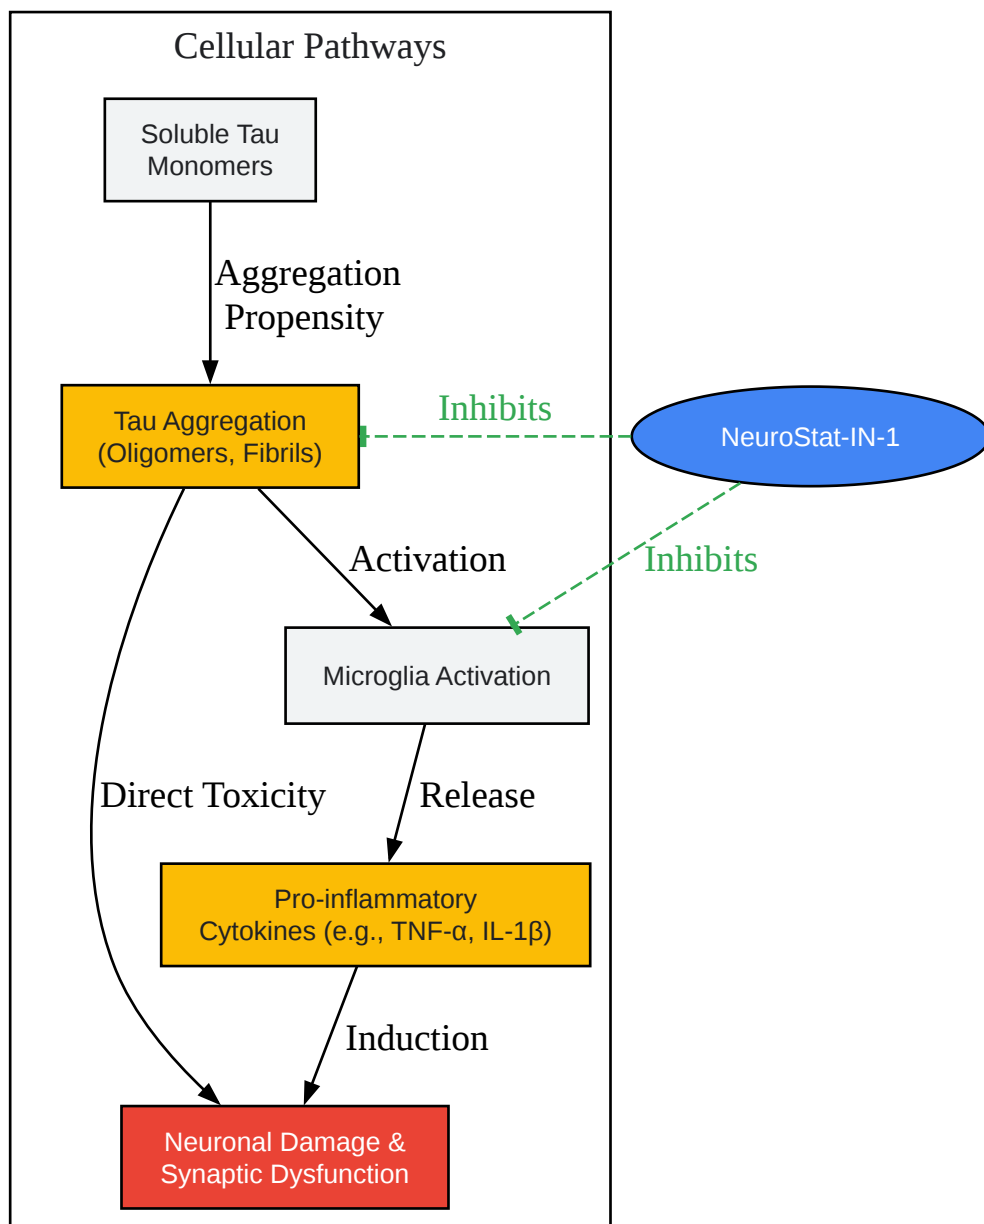 Cellular Pathways
Soluble Tau
Monomers
Aggregation
Propensity
Tau Aggregation
(Oligomers, Fibrils)
Inhibits
NeuroStat-IN-1
Activation
Inhibits
Microglia Activation
Direct Toxicity
Release
Pro-inflammatory
Cytokines (e.g., TNF-α, IL-1β)
Induction
Neuronal Damage &
Synaptic Dysfunction